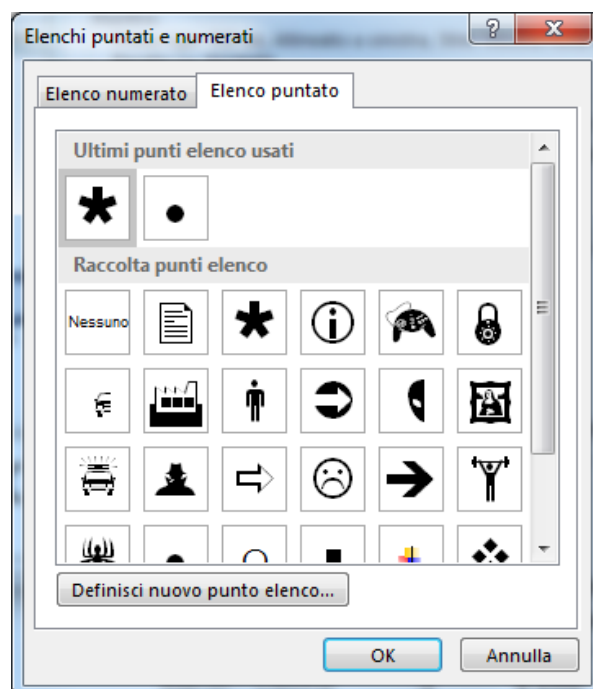 Elenchi puntati e numerati
Elenco numerato Elenco puntato
Ultimi punti elenco usati
Raccolta punti elenco
Nessuno
Definisci nuovo punto elenco...
OK Annulla